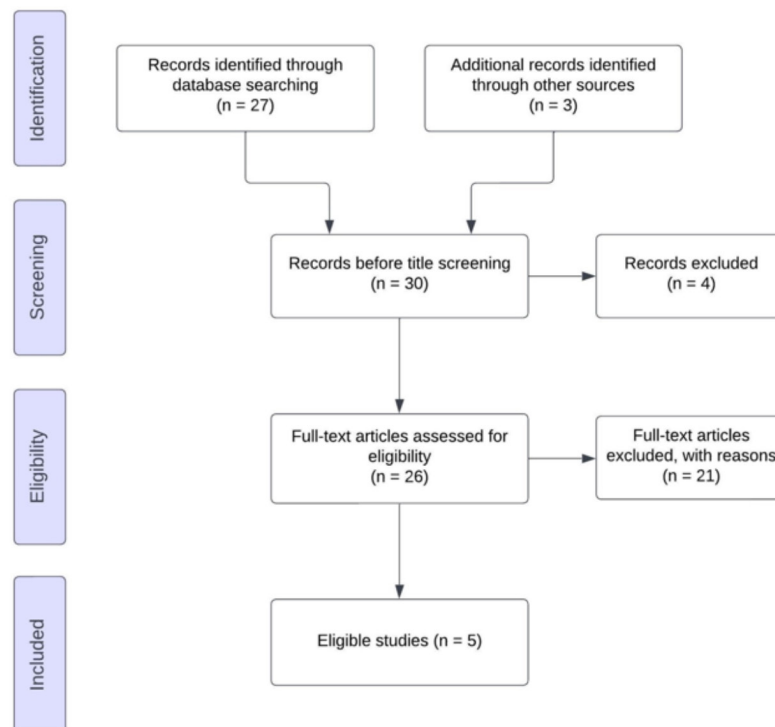 Identification
Records identified through
database searching
(n = 27)
Additional records identified
through other sources
(n = 3)
Screening
Records before title screening
(n = 30)
Records excluded
(n = 4)
Eligibility
Full-text articles assessed for
eligibility
(n = 26)
Full-text articles
excluded, with reasons
(n = 21)
Included
Eligible studies (n = 5)